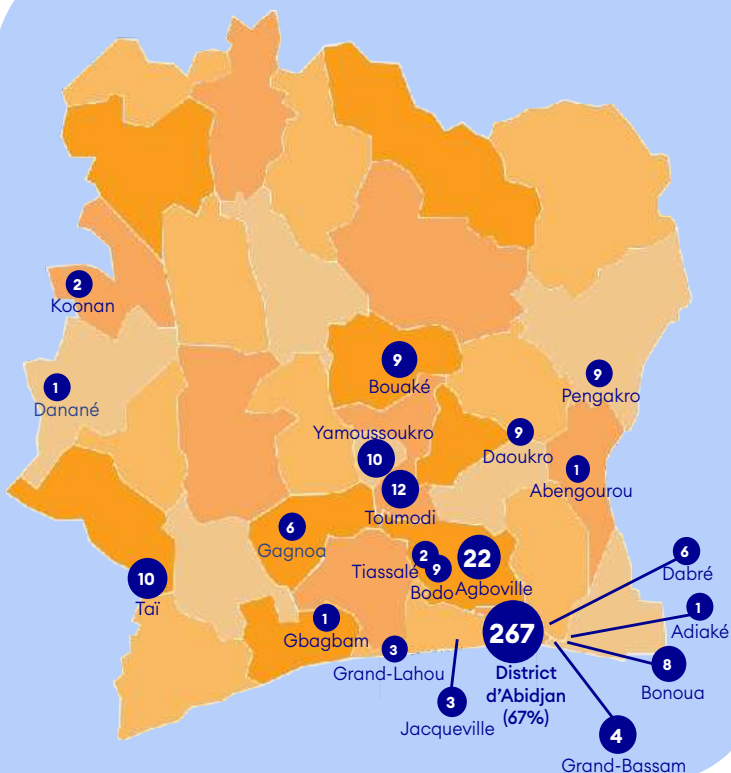 2
Koonan
1
Danané
9
Bouaké
9
Pengakro
Yamoussoukro
10
9
Daoukro
12
Toumodi
1
Abengourou
6
Gagnoa
10
Taï
2
Tiassalé
9
Bodo
22
Agboville
6
Dabré
1
Adiaké
1
Gbagbam
267
District
d'Abidjan
(67%)
3
Grand-Lahou
8
Bonoua
3
Jacqueville
4
Grand-Bassam